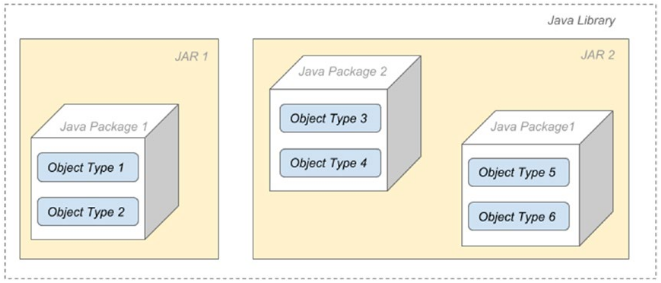 Java Library
JAR 1
Java Package 1
Object Type 1
Object Type 2
JAR 2
Java Package 2
Object Type 3
Object Type 4
Java Package1
Object Type 5
Object Type 6